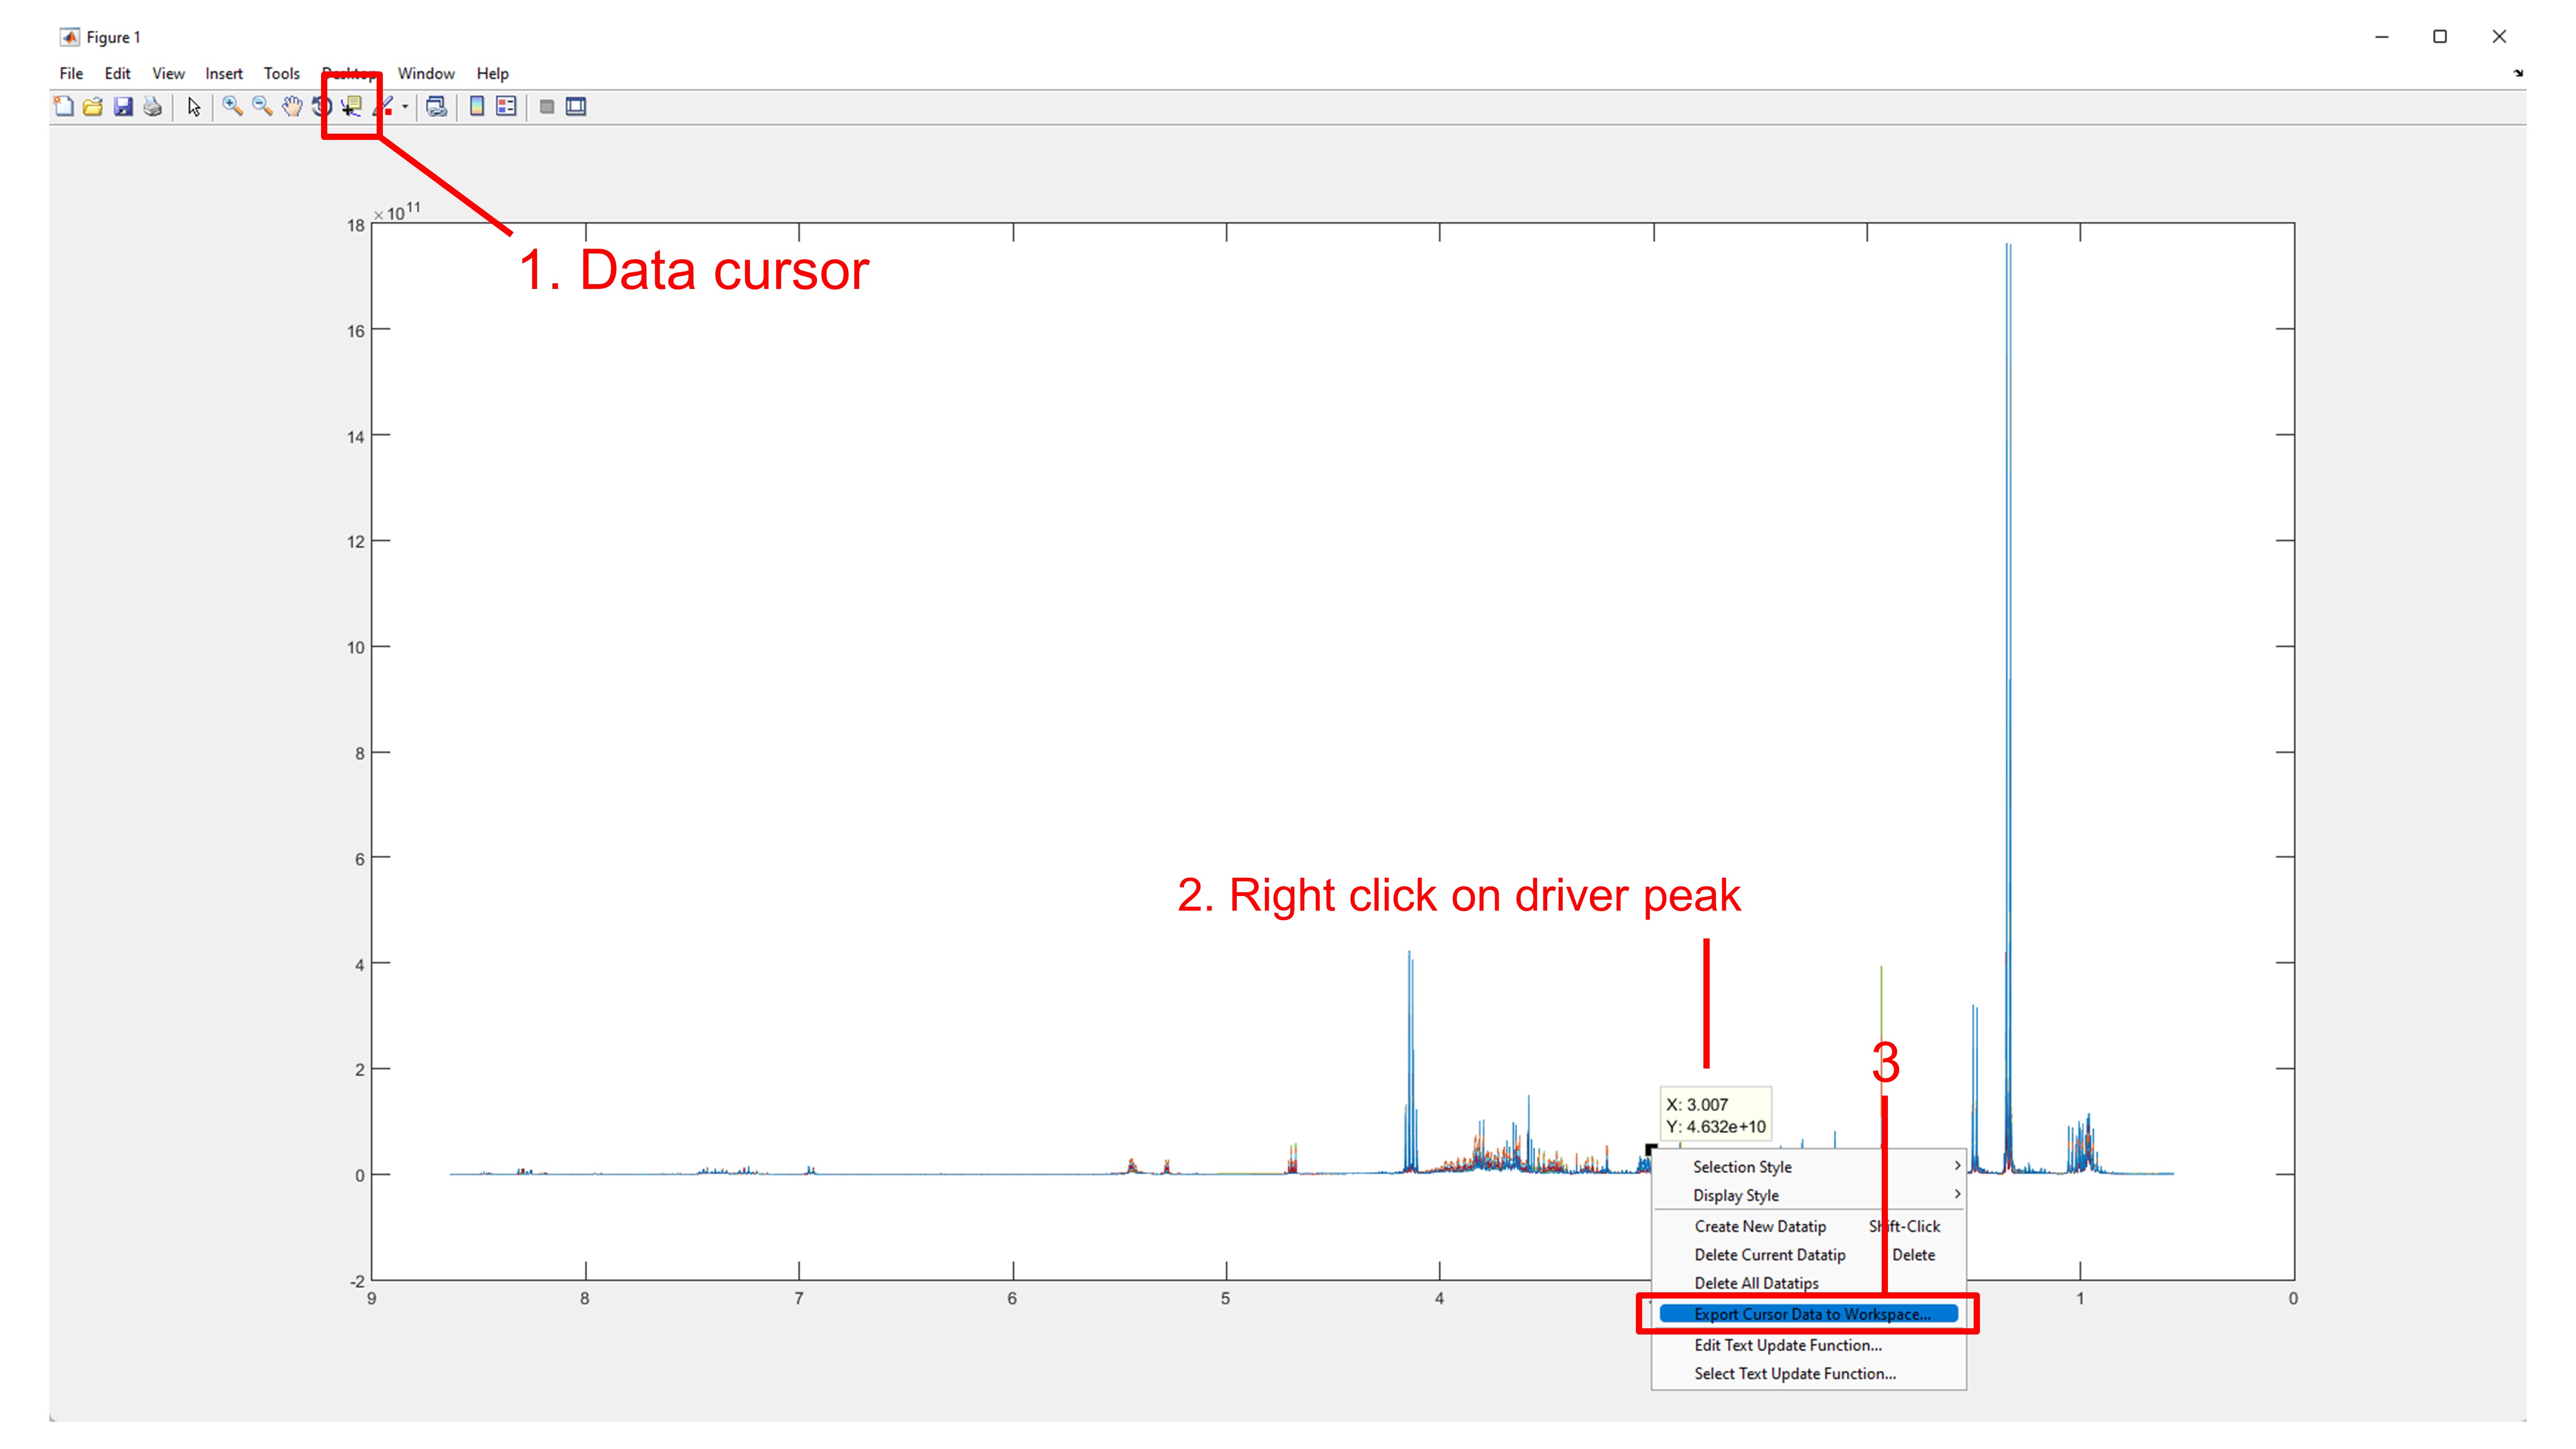 Figure 1
File Edit View Insert Tools Desktop Window Help
×10^11
18
1. Data cursor
16
14
12
10
8
6
2. Right click on driver peak
4
3
2
X: 3.007
Y: 4.632e+10
0
Selection Style
Display Style
Create New Datatip Shift-Click
Delete Current Datatip Delete
Delete All Datatips
-2
9 8 7 6 5 4 1 0
Export Cursor Data to Workspace...
Edit Text Update Function...
Select Text Update Function...